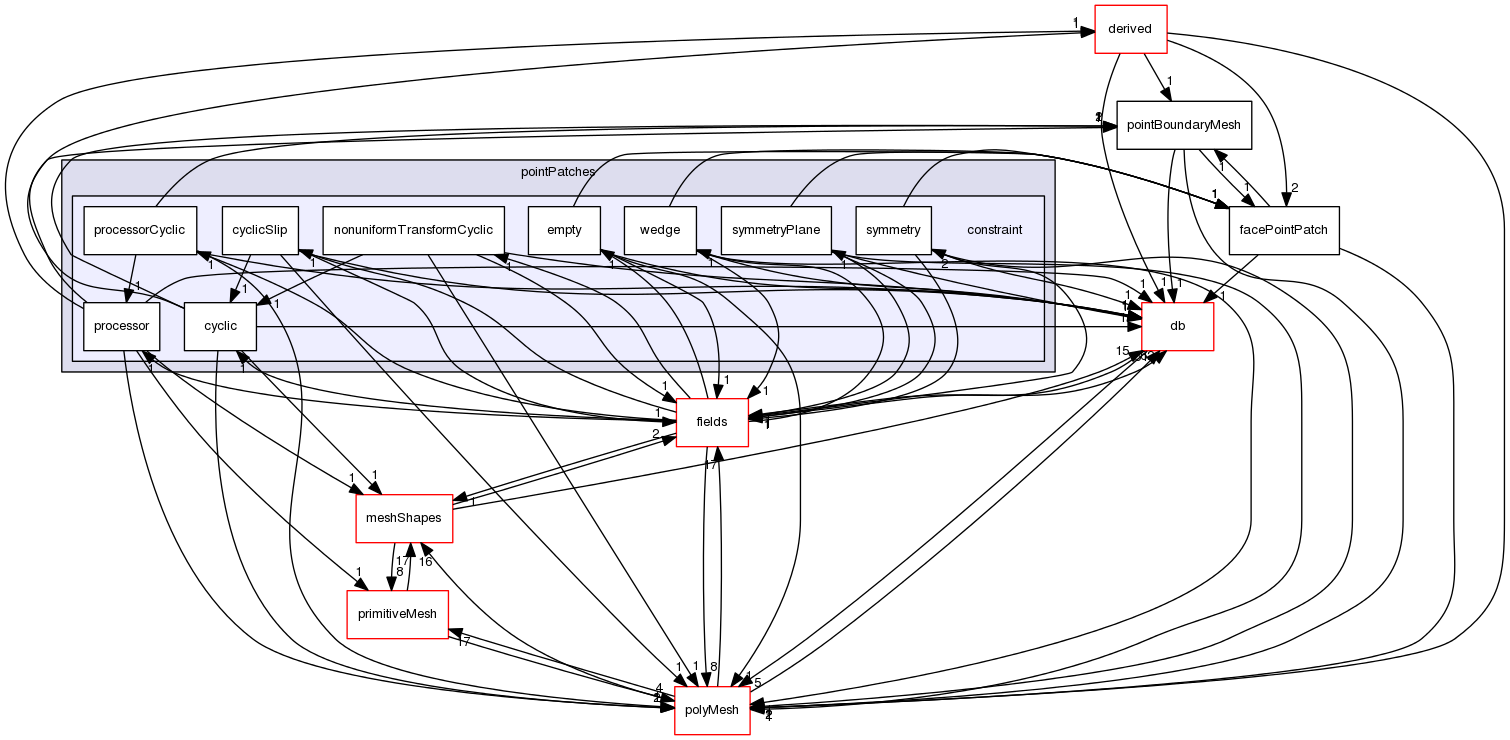 1
derived
1
pointBoundaryMesh
pointPatches
1
1
2
processorCyclic
cyclicSlip
nonuniformTransformCyclic
empty
wedge
symmetryPlane
symmetry
constraint
facePointPatch
1
1
1
1
1
1
1
2
1
1
1
1
1
1
1
processor
cyclic
db
1
1
15
1
1
1
1
fields
2
17
1
1
1
meshShapes
17
16
8
1
primitiveMesh
17
1
1
8
1
5
4
polyMesh
2